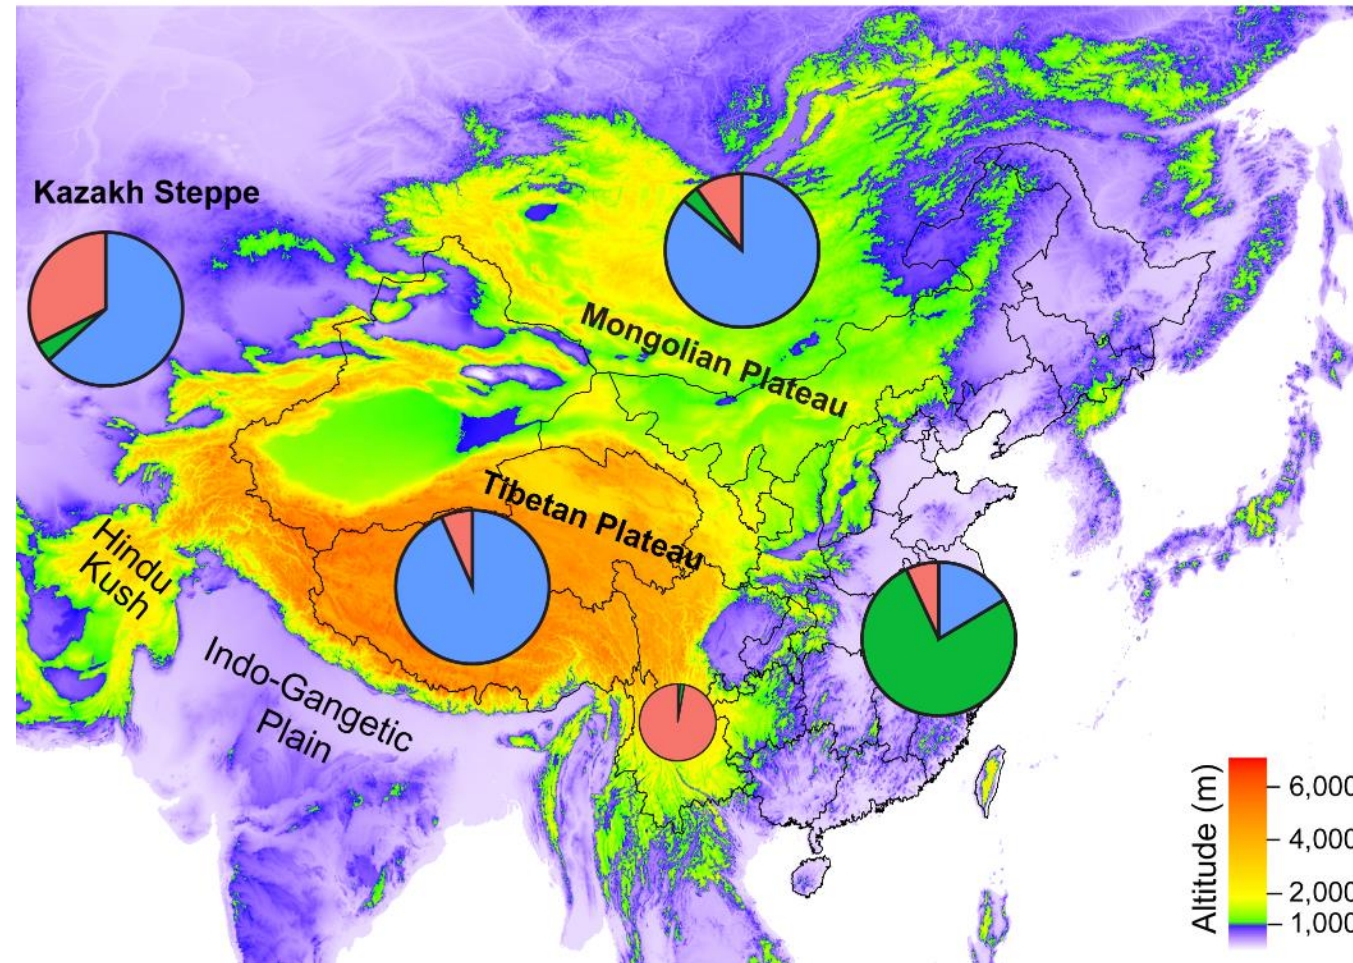 Kazakh Steppe
Mongolian Plateau
Tibetan Plateau
Hindu
Kush
Indo-Gangetic
Plain
Altitude (m)
6,000
4,000
2,000
1,000